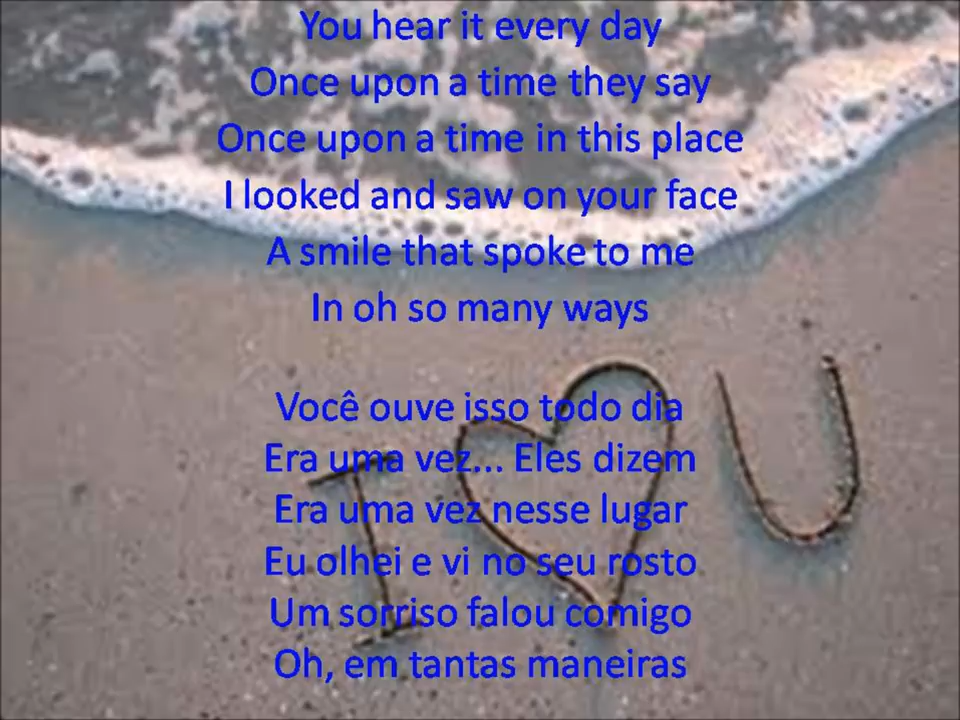 You hear it every day
Once upon a time they say
Once upon a time in this place
I looked and saw on your face
A smile that spoke to me
In oh so many ways
Você ouve isso todo dia
Era uma vez... Eles dizem
Era uma vez nesse lugar
Eu olhei e vi no seu rosto
Um sorriso falou comigo
Oh, em tantas maneiras
I ♥ U